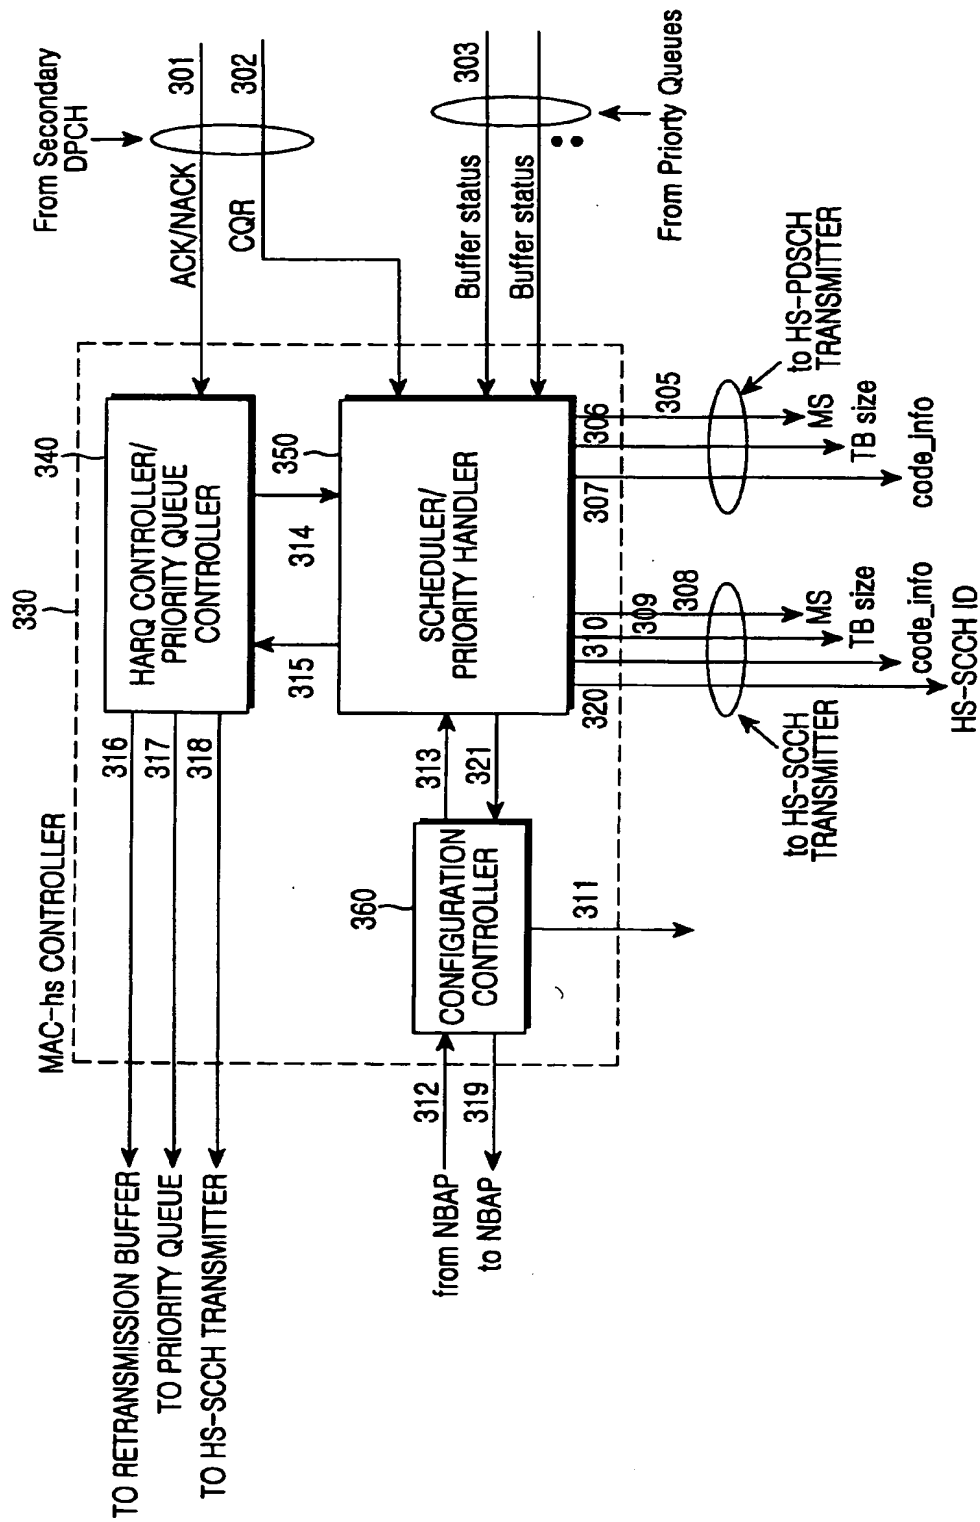 From Secondary
DPCH
301
302
ACK/NACK
CQR
303
Buffer status
Buffer status
From Priorty Queues
330
MAC-hs CONTROLLER
340
HARQ CONTROLLER/
PRIORITY QUEUE
CONTROLLER
316
317
318
TO RETRANSMISSION BUFFER
TO PRIORITY QUEUE
TO HS-SCCH TRANSMITTER
314
315
350
SCHEDULER/
PRIORITY HANDLER
313
321
360
CONFIGURATION
CONTROLLER
311
312
319
from NBAP
to NBAP
306
305
307
MS
TB size
code_info
to HS-PDSCH
TRANSMITTER
308
309
310
320
MS
TB size
code_info
HS-SCCH ID
to HS-SCCH
TRANSMITTER